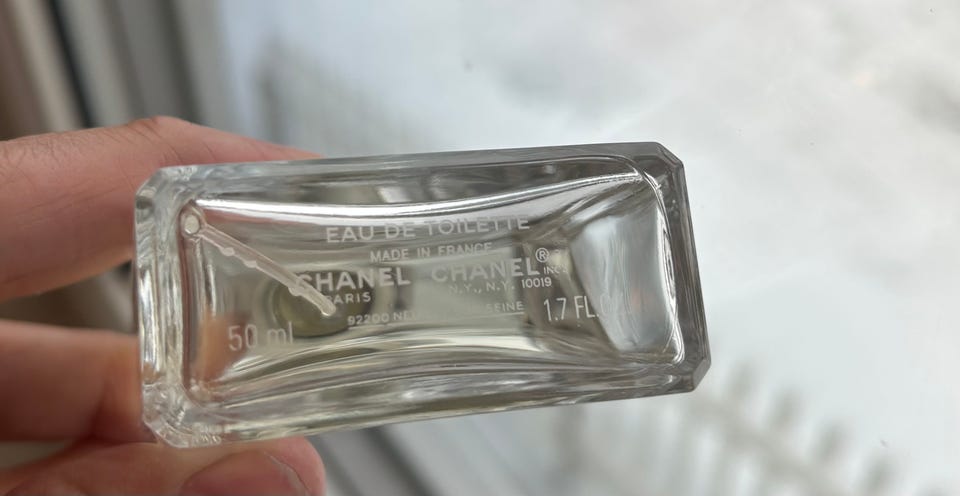 EAU DE TOILETTE
MADE IN FRANCE
CHANEL CHANEL® INC.
PARIS N.Y., N.Y. 10019
92200
50 ml 1.7 FL.